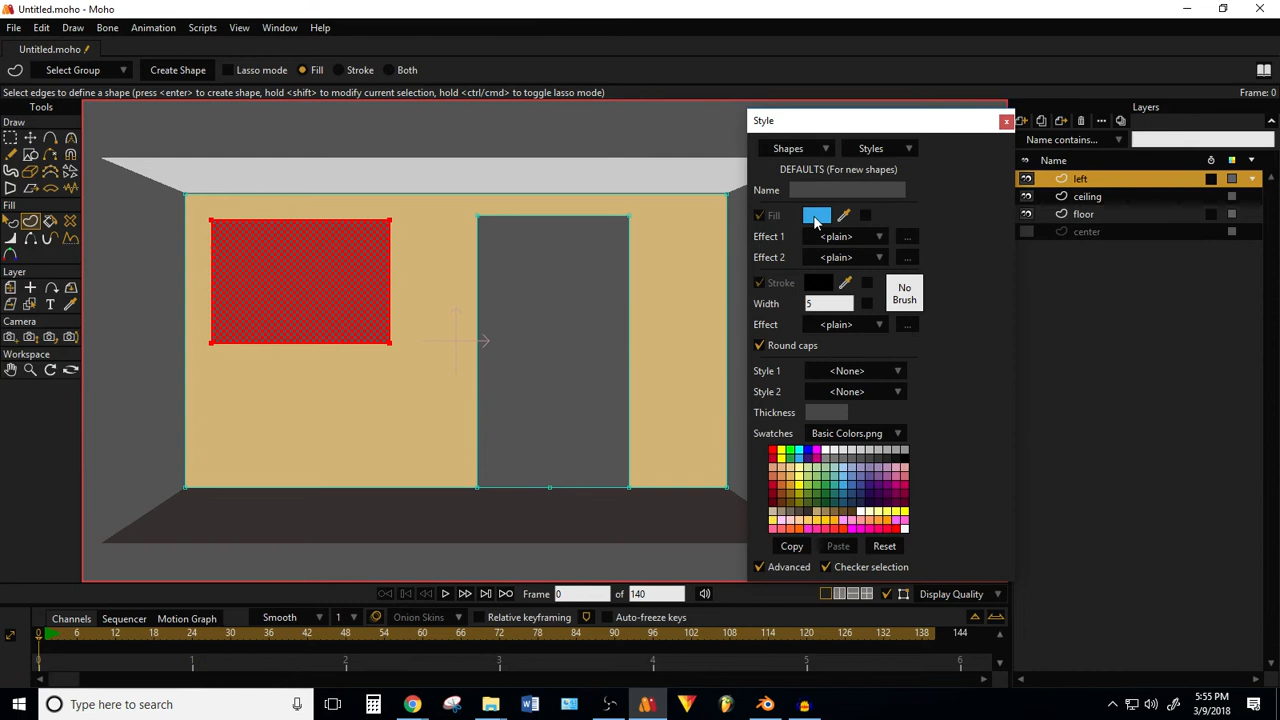 Untitled.moho - Moho
File Edit Draw Bone Animation Scripts View Window Help
Untitled.moho
Select Group Create Shape Lasso mode Fill Stroke Both
Select edges to define a shape (press <enter> to create shape, hold <shift> to modify current selection, hold <ctrl/cmd> to toggle lasso mode) Frame: 0
Tools
Draw
Fill
Layer
Camera
Workspace
Style
Shapes Styles
DEFAULTS (For new shapes)
Name
Fill
Effect 1 <plain> ...
Effect 2 <plain> ...
Stroke
No
Brush
Width 5
Effect <plain> ...
Round caps
Style 1 <None>
Style 2 <None>
Thickness
Swatches Basic Colors.png
Copy Paste Reset
Advanced Checker selection
Layers
Name contains...
Name
left
ceiling
floor
center
Frame 0 of 140 Display Quality
Channels Sequencer Motion Graph Smooth 1 Onion Skins Relative keyframing Auto-freeze keys
0 6 12 18 24 30 36 42 48 54 60 66 72 78 84 90 96 102 108 114 120 126 132 138 144
0 1 2 3 4 5 6
Type here to search
5:55 PM
3/9/2018